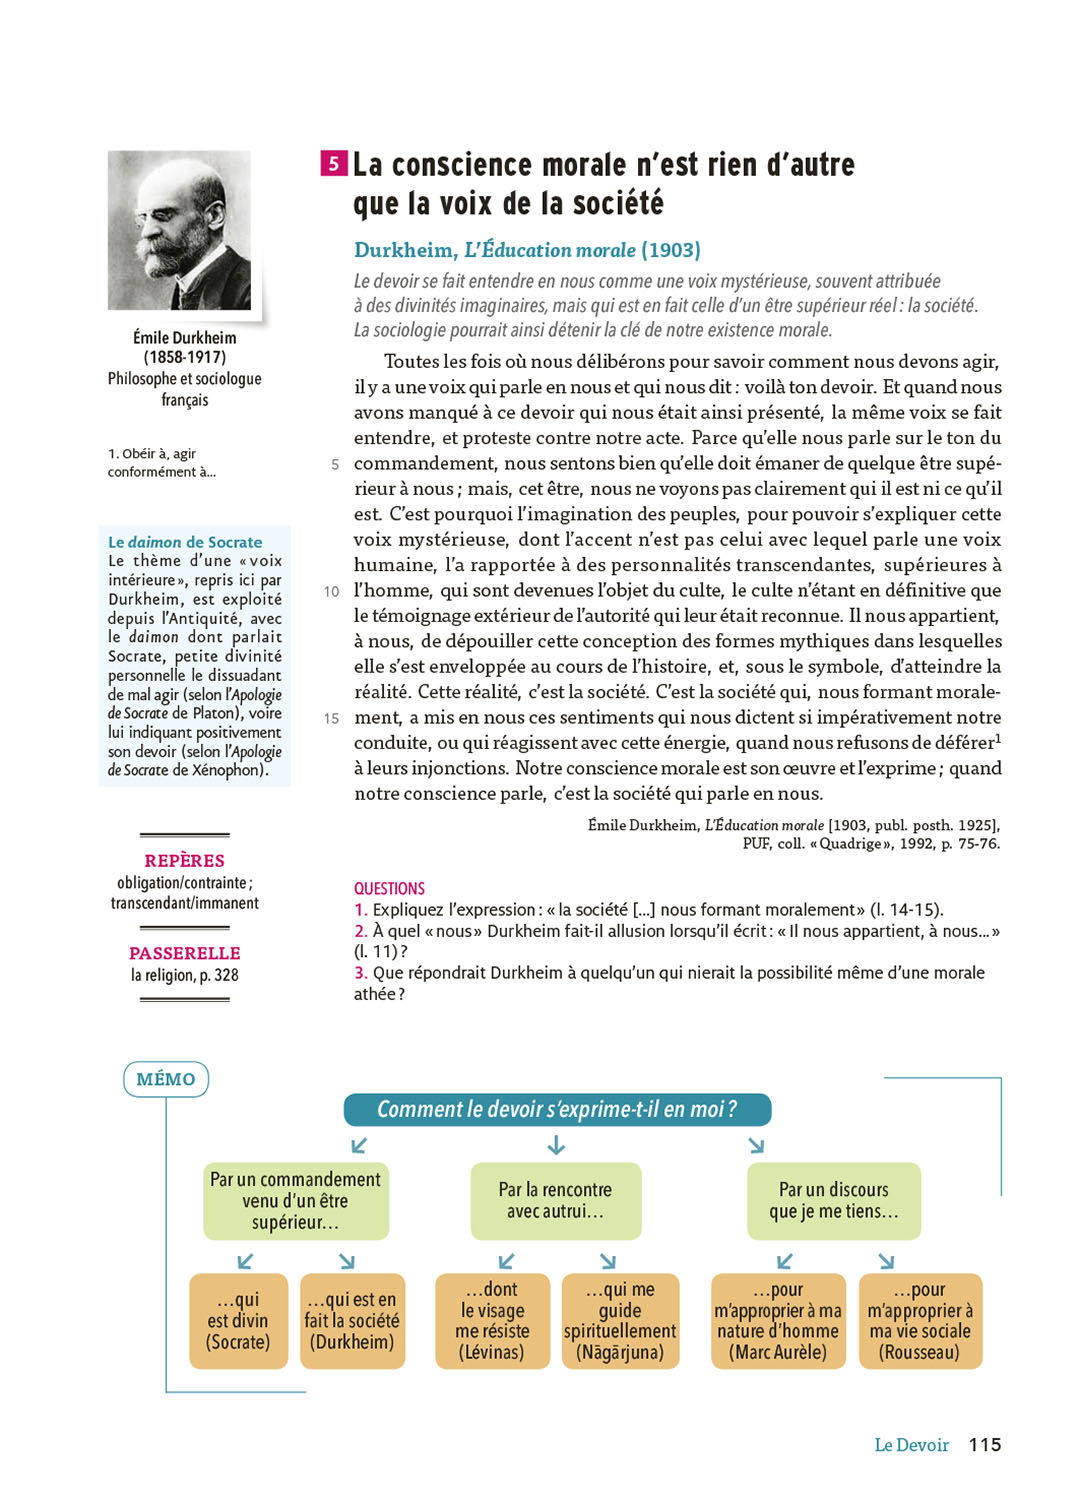 5 La conscience morale n’est rien d’autre
que la voix de la société
Durkheim, L’Éducation morale (1903)
Le devoir se fait entendre en nous comme une voix mystérieuse, souvent attribuée
à des divinités imaginaires, mais qui est en fait celle d’un être supérieur réel : la société.
La sociologie pourrait ainsi détenir la clé de notre existence morale.
Émile Durkheim
(1858-1917)
Philosophe et sociologue
français
1. Obéir à, agir
conformément à...
Le daimon de Socrate
Le thème d’une « voix
intérieure », repris ici par
Durkheim, est exploité
depuis l’Antiquité, avec
le daimon dont parlait
Socrate, petite divinité
personnelle le dissuadant
de mal agir (selon l’Apologie
de Socrate de Platon), voire
lui indiquant positivement
son devoir (selon l’Apologie
de Socrate de Xénophon).
REPÈRES
obligation/contrainte ;
transcendant/immanent
PASSERELLE
la religion, p. 328
Toutes les fois où nous délibérons pour savoir comment nous devons agir,
il y a une voix qui parle en nous et qui nous dit : voilà ton devoir. Et quand nous
avons manqué à ce devoir qui nous était ainsi présenté, la même voix se fait
entendre, et proteste contre notre acte. Parce qu’elle nous parle sur le ton du
5 commandement, nous sentons bien qu’elle doit émaner de quelque être supé-
rieur à nous ; mais, cet être, nous ne voyons pas clairement qui il est ni ce qu’il
est. C’est pourquoi l’imagination des peuples, pour pouvoir s’expliquer cette
voix mystérieuse, dont l’accent n’est pas celui avec lequel parle une voix
humaine, l’a rapportée à des personnalités transcendantes, supérieures à
10 l’homme, qui sont devenues l’objet du culte, le culte n’étant en définitive que
le témoignage extérieur de l’autorité qui leur était reconnue. Il nous appartient,
à nous, de dépouiller cette conception des formes mythiques dans lesquelles
elle s’est enveloppée au cours de l’histoire, et, sous le symbole, d’atteindre la
réalité. Cette réalité, c’est la société. C’est la société qui, nous formant morale-
15 ment, a mis en nous ces sentiments qui nous dictent si impérativement notre
conduite, ou qui réagissent avec cette énergie, quand nous refusons de déférer1
à leurs injonctions. Notre conscience morale est son œuvre et l’exprime ; quand
notre conscience parle, c’est la société qui parle en nous.
Émile Durkheim, L’Éducation morale [1903, publ. posth. 1925],
PUF, coll. « Quadrige », 1992, p. 75-76.
QUESTIONS
1. Expliquez l’expression : « la société [...] nous formant moralement » (l. 14-15).
2. À quel « nous » Durkheim fait-il allusion lorsqu’il écrit : « Il nous appartient, à nous... »
(l. 11) ?
3. Que répondrait Durkheim à quelqu’un qui nierait la possibilité même d’une morale
athée ?
MÉMO
Comment le devoir s’exprime-t-il en moi ?
Par un commandement
venu d’un être
supérieur…
Par la rencontre
avec autrui…
Par un discours
que je me tiens…
…qui
est divin
(Socrate)
…qui est en
fait la société
(Durkheim)
…dont
le visage
me résiste
(Lévinas)
…qui me
guide
spirituellement
(Nāgārjuna)
…pour
m’approprier à ma
nature d’homme
(Marc Aurèle)
…pour
m’approprier à
ma vie sociale
(Rousseau)
Le Devoir 115